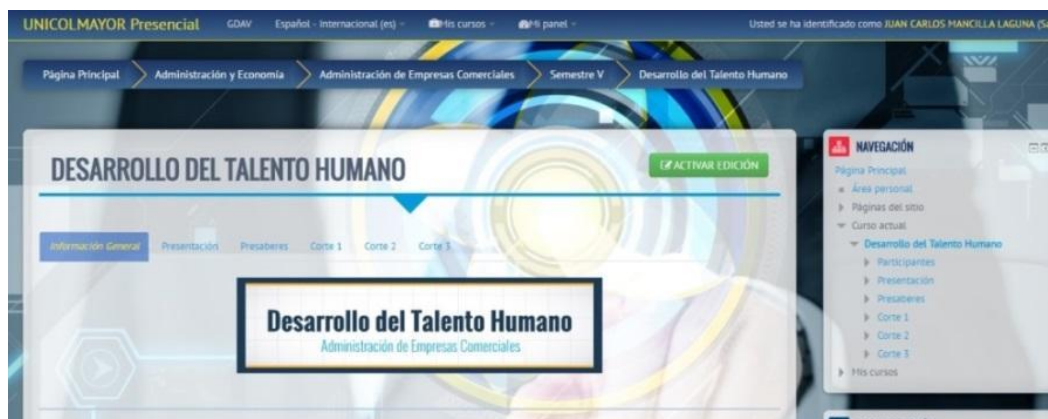 UNICOLMAYOR Presencial GDAV Español - Internacional (es) Mis cursos Mi panel Usted se ha identificado como JUAN CARLOS MANCILLA LAGUNA (Sa
Página Principal Administración y Economía Administración de Empresas Comerciales Semestre V Desarrollo del Talento Humano
DESARROLLO DEL TALENTO HUMANO
ACTIVAR EDICIÓN
Información General Presentación Presaberes Corte 1 Corte 2 Corte 3
Desarrollo del Talento Humano
Administración de Empresas Comerciales
NAVEGACIÓN
Página Principal
Área personal
Páginas del sitio
Curso actual
Desarrollo del Talento Humano
Participantes
Presentación
Presaberes
Corte 1
Corte 2
Corte 3
Mis cursos